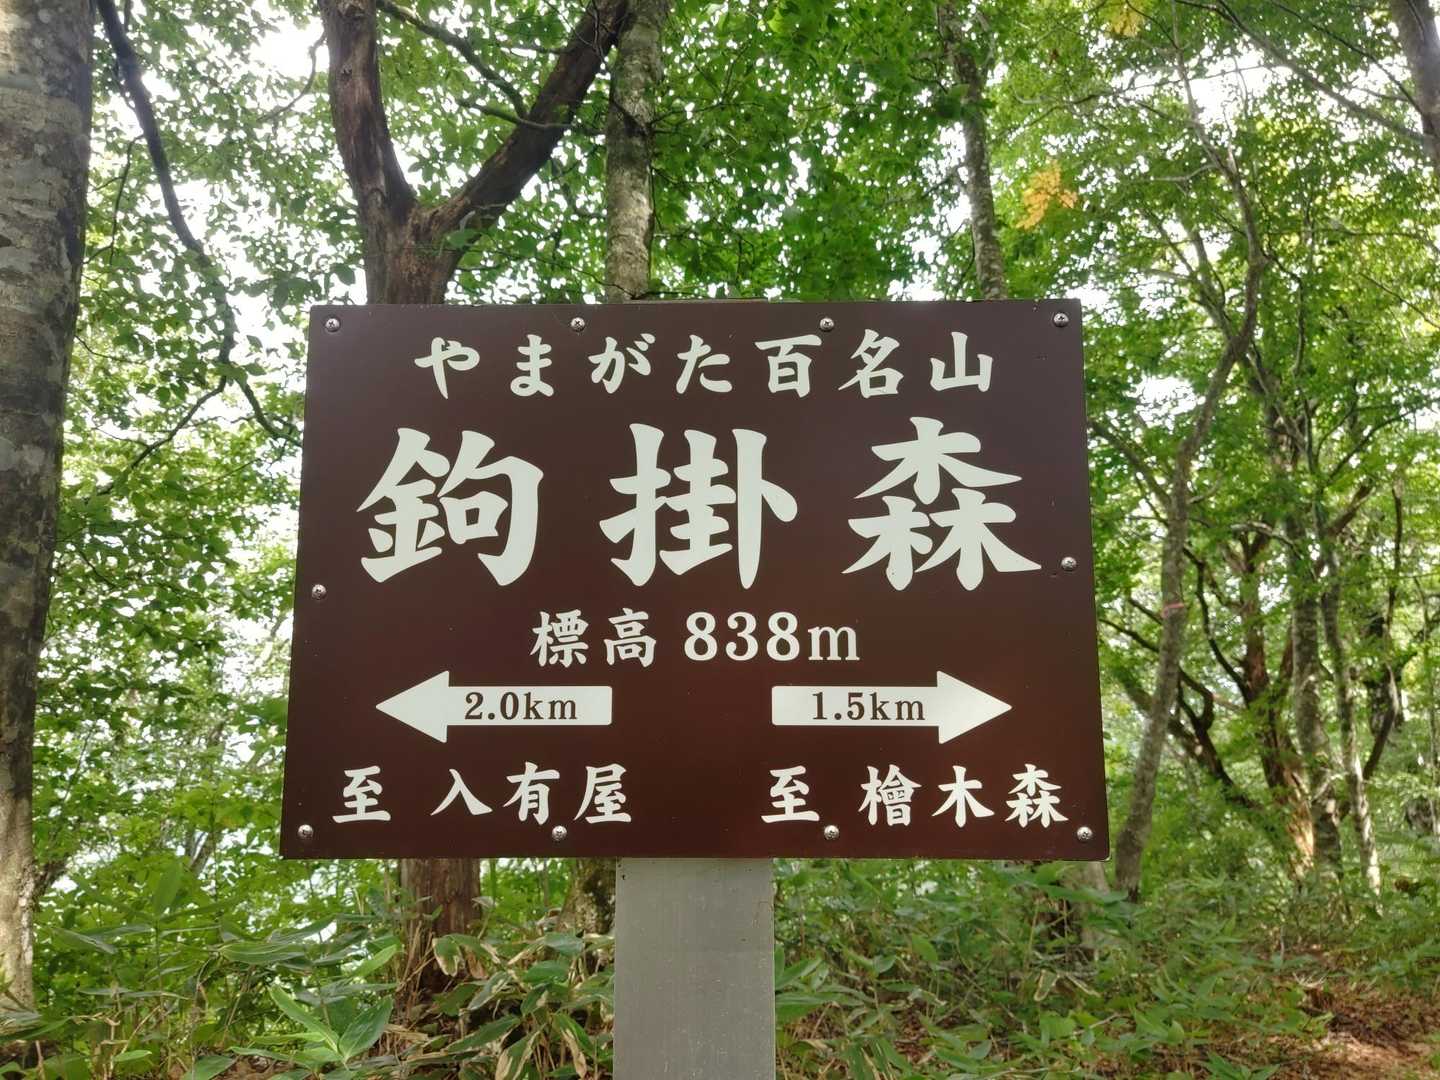 やまがた百名山
鉤掛森
標高 838m
2.0km 1.5km
至 入有屋 至 檜木森